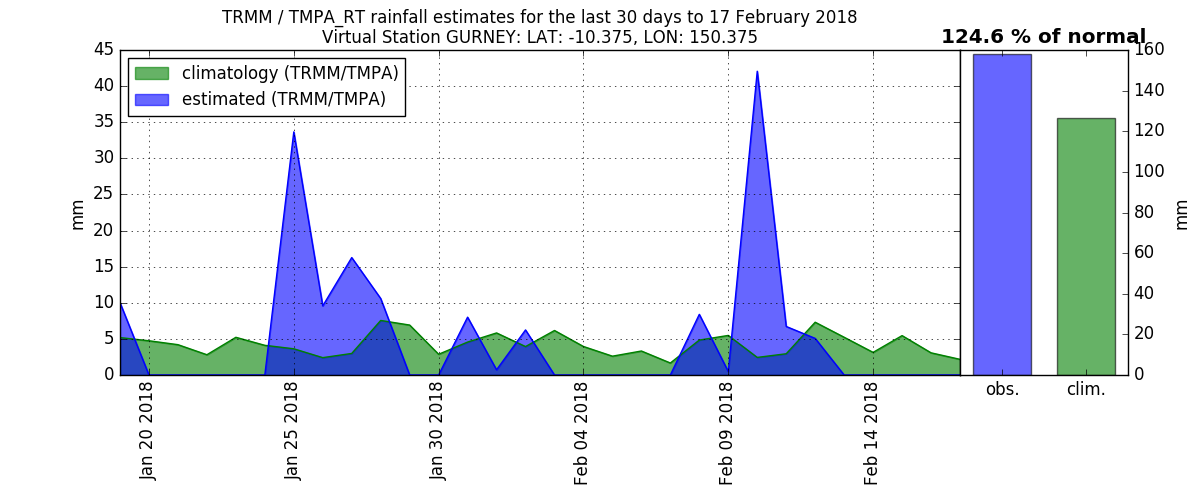 TRMM / TMPA_RT rainfall estimates for the last 30 days to 17 February 2018
Virtual Station GURNEY: LAT: -10.375, LON: 150.375
124.6 % of normal
climatology (TRMM/TMPA)
estimated (TRMM/TMPA)
mm
45
40
35
30
25
20
15
10
5
0
Jan 20 2018
Jan 25 2018
Jan 30 2018
Feb 04 2018
Feb 09 2018
Feb 14 2018
obs.
clim.
160
140
120
100
80
60
40
20
0
mm